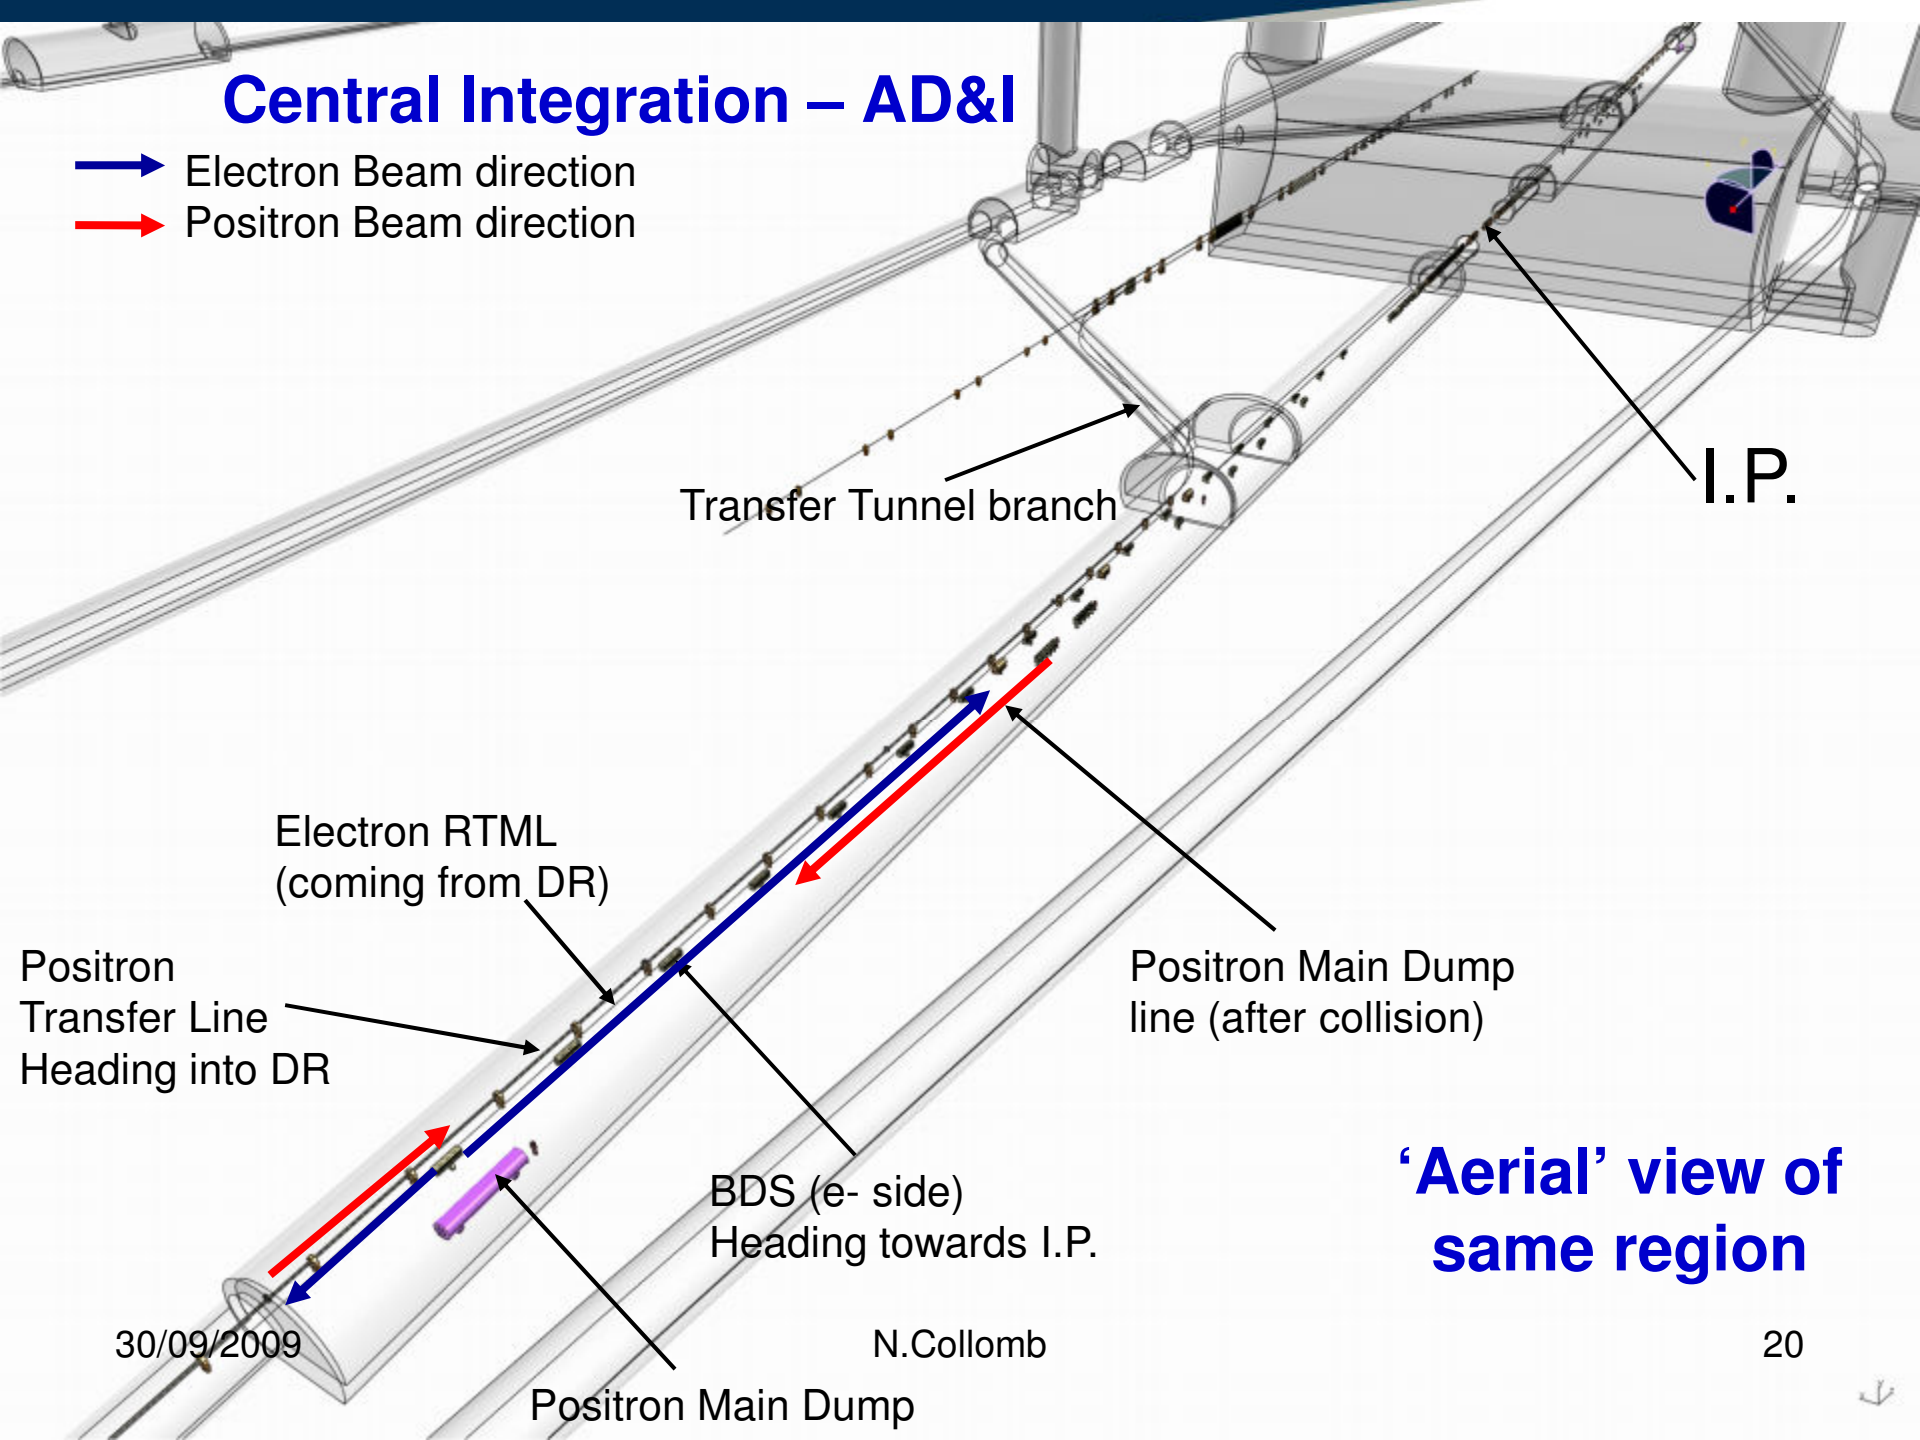 Central Integration – AD&I
Electron Beam direction
Positron Beam direction
I.P.
Transfer Tunnel branch
Electron RTML
(coming from DR)
Positron
Transfer Line
Heading into DR
Positron Main Dump
line (after collision)
BDS (e- side)
Heading towards I.P.
‘Aerial’ view of
same region
30/09/2009
N.Collomb
20
Positron Main Dump